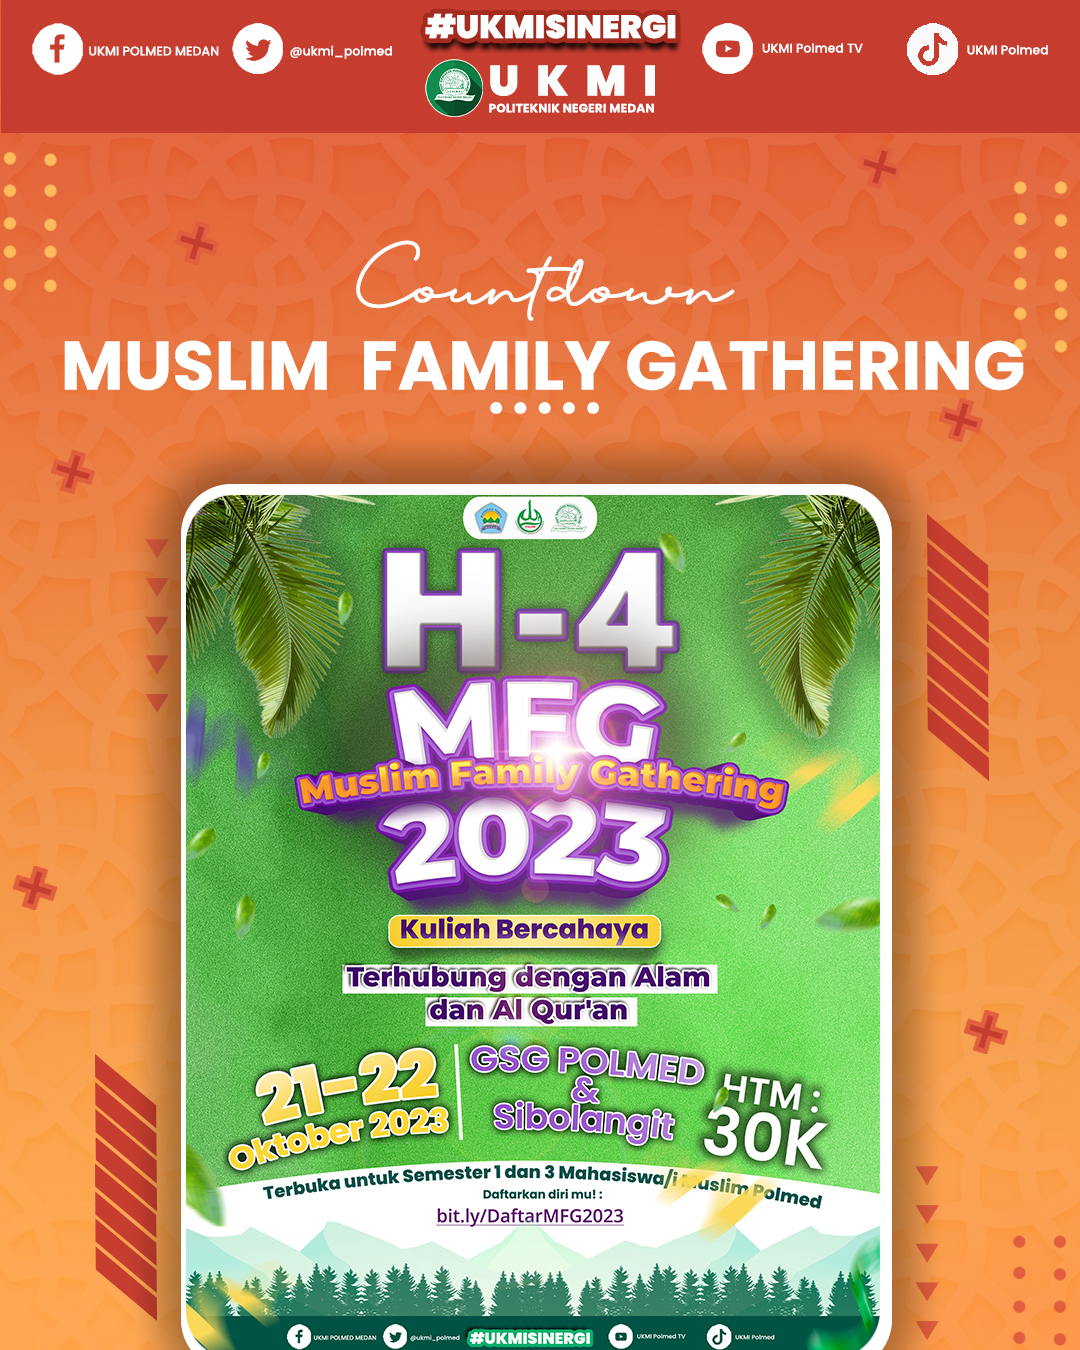 #UKMISINERGI
UKMI POLMED MEDAN
@ukmi_polmed
UKMI Polmed TV
UKMI Polmed
UKMI
POLITEKNIK NEGERI MEDAN
Countdown
MUSLIM FAMILY GATHERING
H-4
MFG
Muslim Family Gathering
2023
Kuliah Bercahaya
Terhubung dengan Alam
dan Al Qur'an
21-22
Oktober 2023
GSG POLMED
&
Sibolangit
HTM :
30K
Terbuka untuk Semester 1 dan 3 Mahasiswa/i Muslim Polmed
Daftarkan diri mu! :
bit.ly/DaftarMFG2023
UKMI POLMED MEDAN
@ukmi_polmed
#UKMISINERGI
UKMI Polmed TV
UKMI Polmed